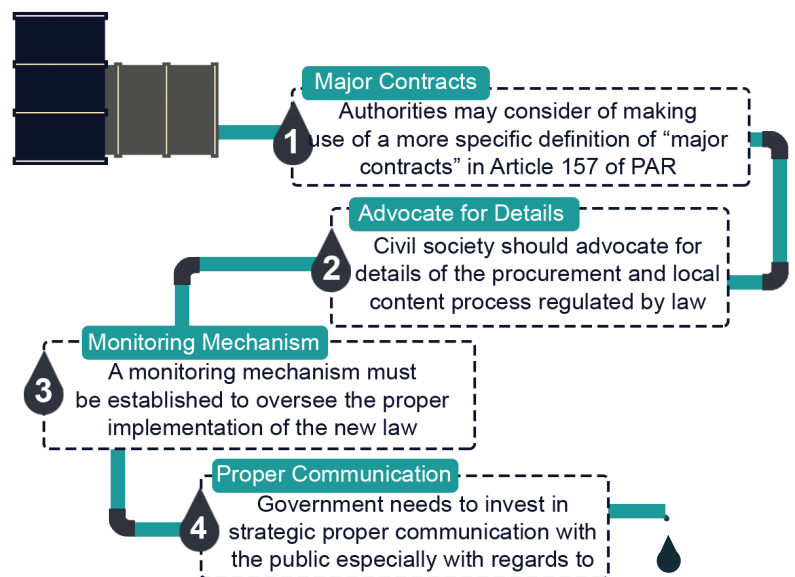 Major Contracts
1
Authorities may consider of making
use of a more specific definition of “major
contracts” in Article 157 of PAR
Advocate for Details
2
Civil society should advocate for
details of the procurement and local
content process regulated by law
Monitoring Mechanism
3
A monitoring mechanism must
be established to oversee the proper
implementation of the new law
Proper Communication
4
Government needs to invest in
strategic proper communication with
the public especially with regards to